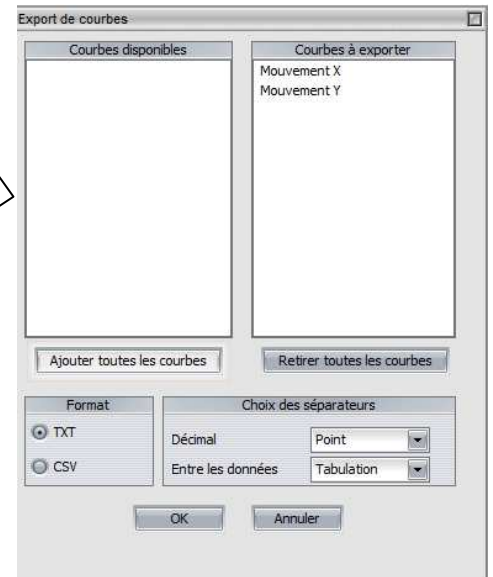 Export de courbes
Courbes disponibles
Courbes à exporter
Mouvement X
Mouvement Y
Ajouter toutes les courbes
Retirer toutes les courbes
Format
TXT
CSV
Choix des séparateurs
Décimal
Point
Entre les données
Tabulation
OK
Annuler